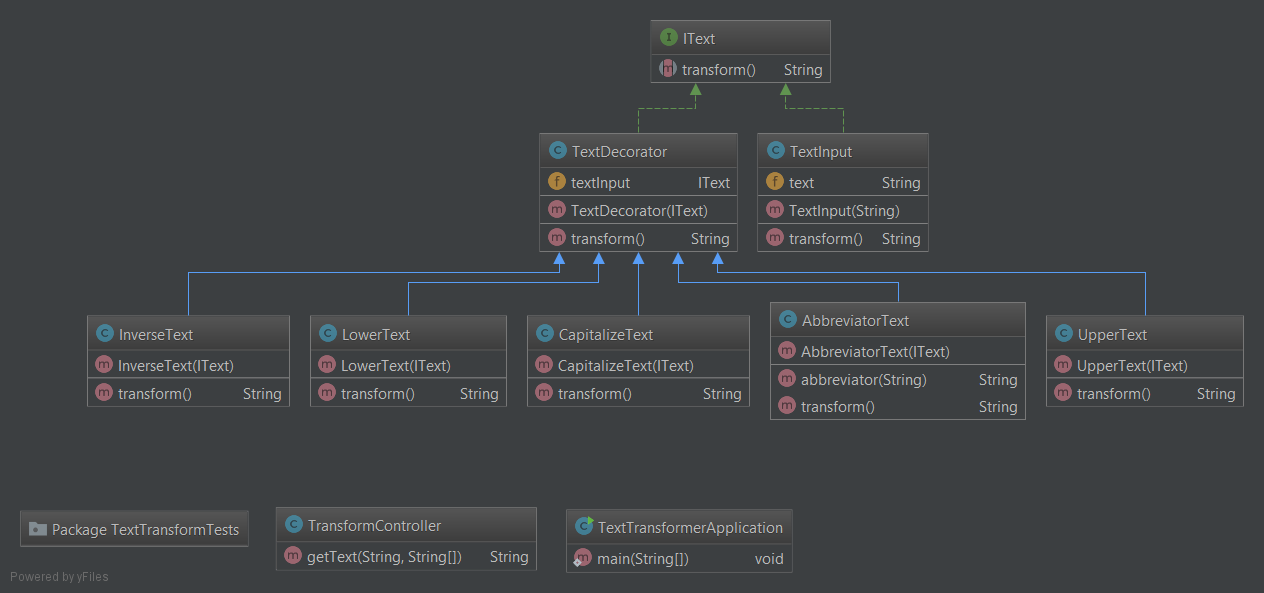 IText
transform() String
TextDecorator
textInput IText
TextDecorator(IText)
transform() String
TextInput
text String
TextInput(String)
transform() String
InverseText
InverseText(IText)
transform() String
LowerText
LowerText(IText)
transform() String
CapitalizeText
CapitalizeText(IText)
transform() String
AbbreviatorText
AbbreviatorText(IText)
abbreviator(String) String
transform() String
UpperText
UpperText(IText)
transform() String
Package TextTransformTests
TransformController
getText(String, String[]) String
TextTransformerApplication
main(String[]) void
Powered by yFiles